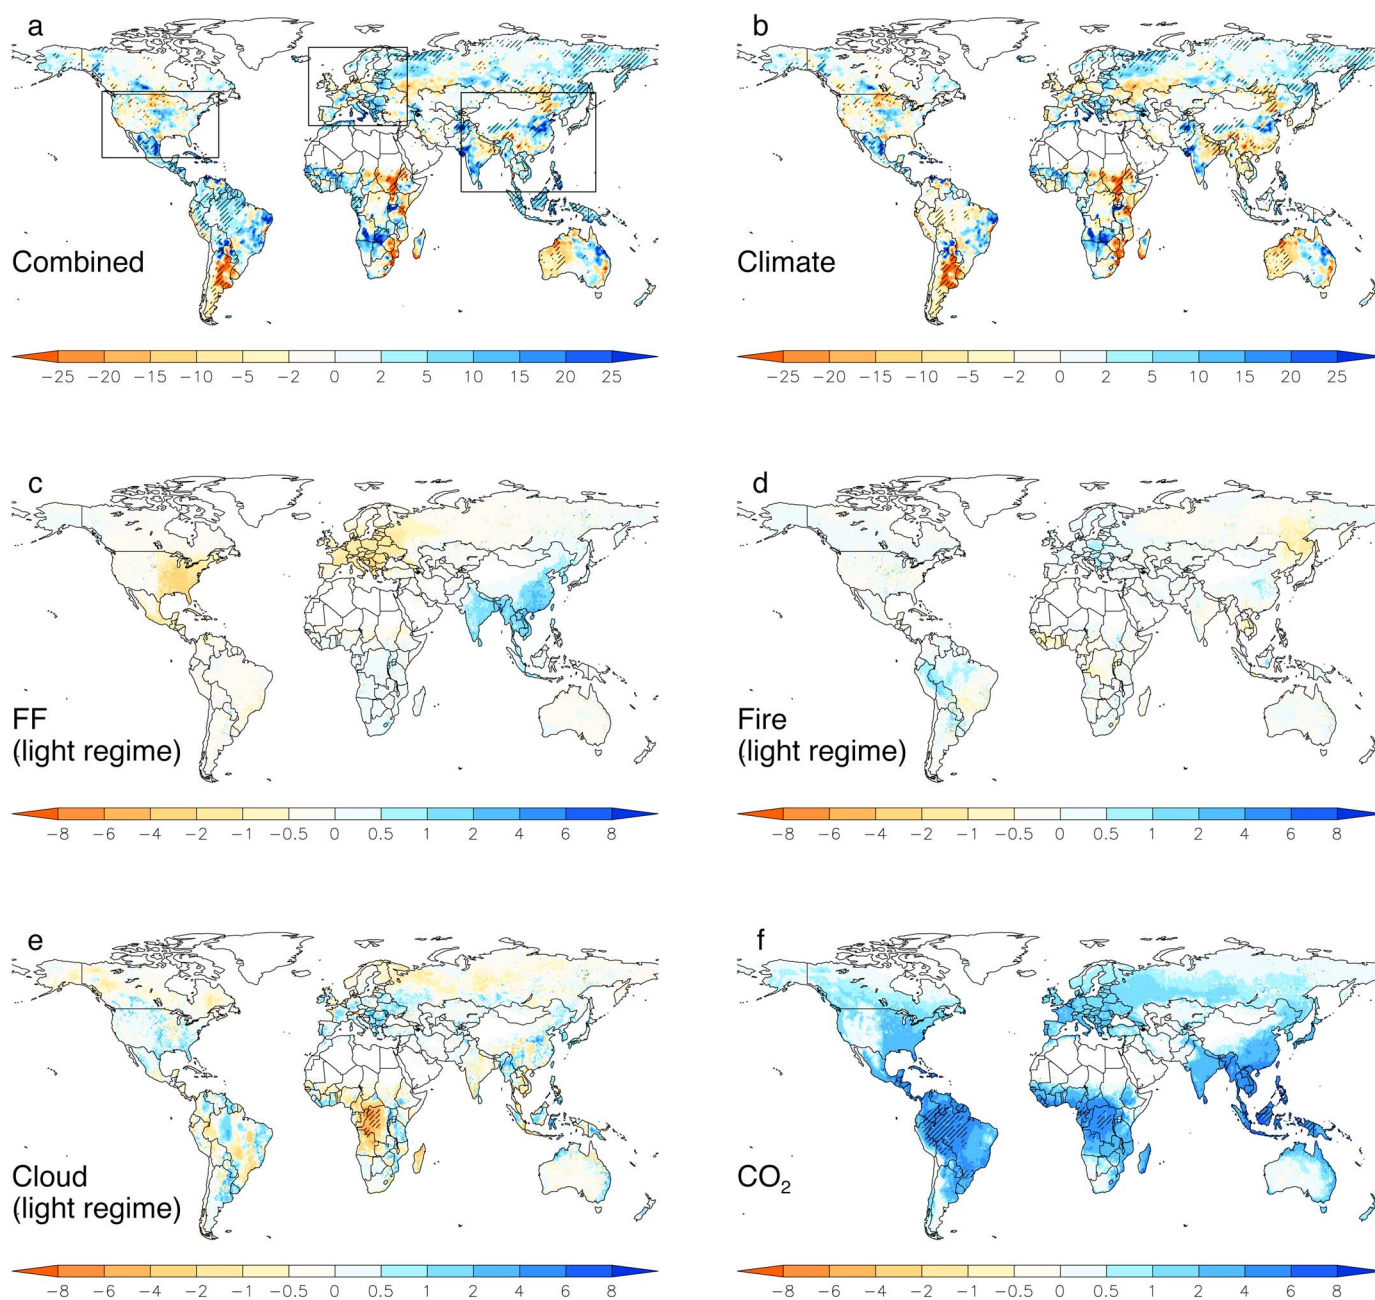 a
Combined
−25 −20 −15 −10 −5 −2 0 2 5 10 15 20 25
b
Climate
−25 −20 −15 −10 −5 −2 0 2 5 10 15 20 25
c
FF
(light regime)
−8 −6 −4 −2 −1 −0.5 0 0.5 1 2 4 6 8
d
Fire
(light regime)
−8 −6 −4 −2 −1 −0.5 0 0.5 1 2 4 6 8
e
Cloud
(light regime)
−8 −6 −4 −2 −1 −0.5 0 0.5 1 2 4 6 8
f
CO₂
−8 −6 −4 −2 −1 −0.5 0 0.5 1 2 4 6 8